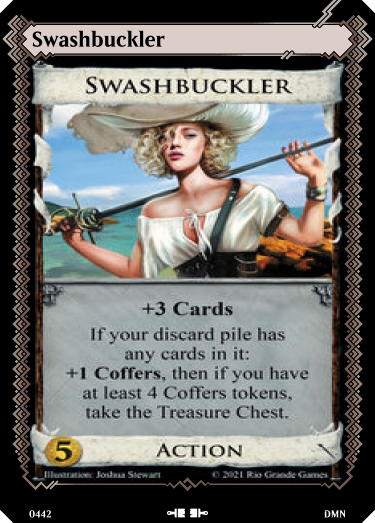 Swashbuckler
SWASHBUCKLER
+3 Cards
If your discard pile has
any cards in it:
+1 Coffers, then if you have
at least 4 Coffers tokens,
take the Treasure Chest.
5
ACTION
Illustration: Joshua Stewart
© 2021 Rio Grande Games
0442
DMN